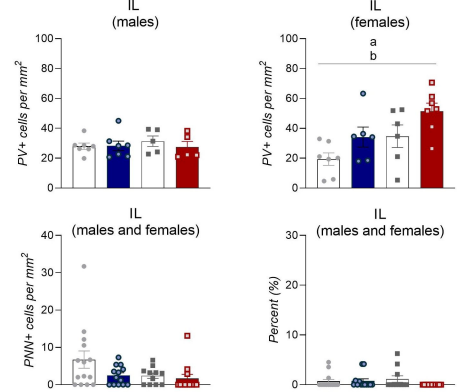 IL
(males)
PV+ cells per mm²
100
80
60
40
20
0
IL
(females)
a
b
PV+ cells per mm²
100
80
60
40
20
0
IL
(males and females)
PNN+ cells per mm²
40
30
20
10
0
IL
(males and females)
Percent (%)
30
20
10
0